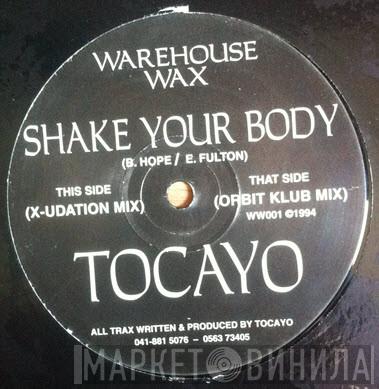 WAREHOUSE
WAX
SHAKE YOUR BODY
(B. HOPE / E. FULTON)
THIS SIDE
(X-UDATION MIX)
THAT SIDE
(ORBIT KLUB MIX)
WW001 ©1994
TOCAYO
ALL TRAX WRITTEN & PRODUCED BY TOCAYO
041-881 5076 – 0563 73405
МАРКЕТ ВИНИЛА